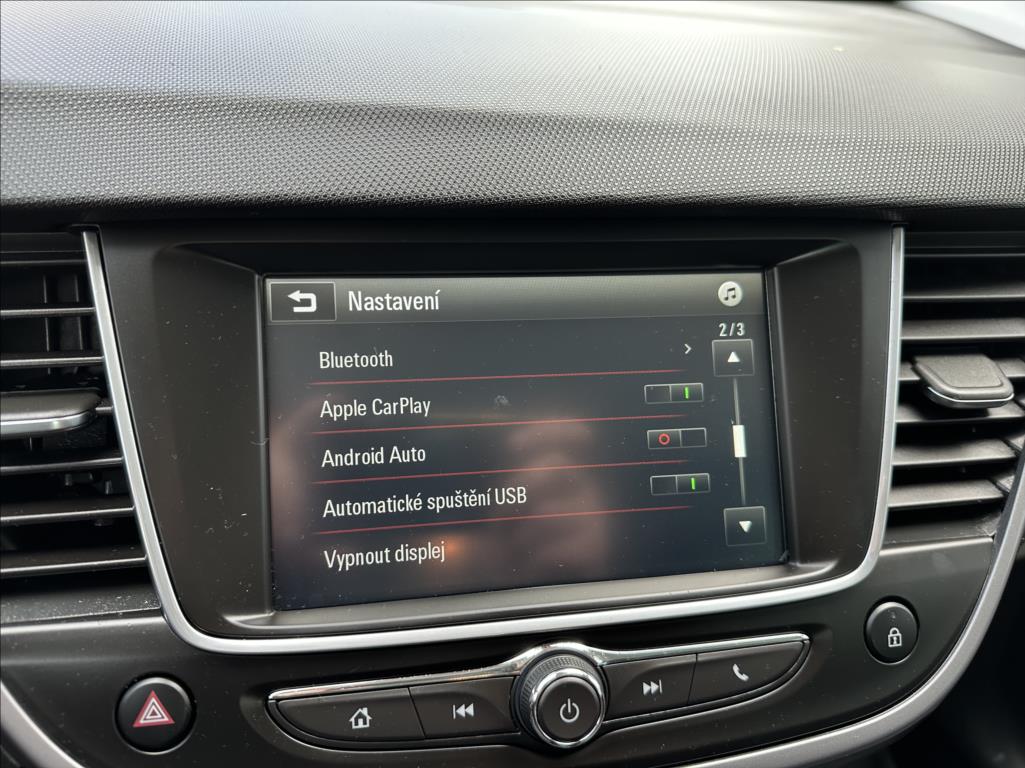 Nastavení
2/3
Bluetooth
Apple CarPlay
Android Auto
Automatické spuštění USB
Vypnout displej